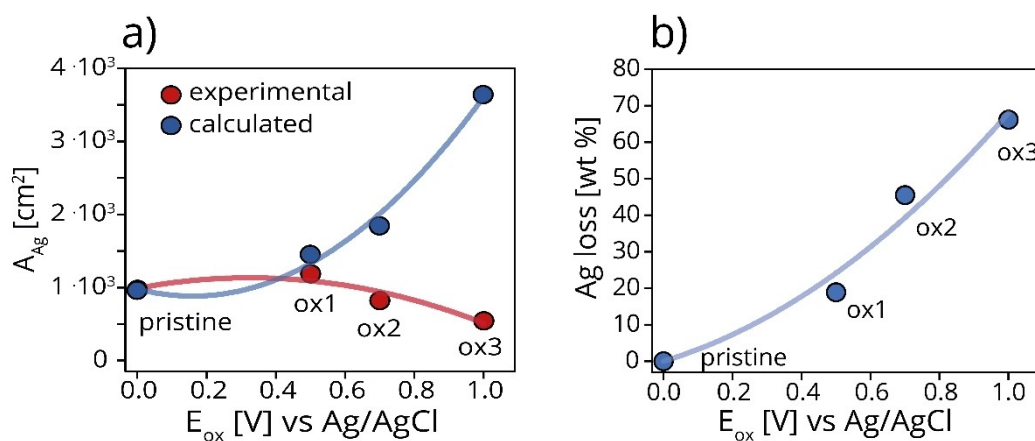 a)
4 ·10³
3 ·10³
2 ·10³
1 ·10³
0
A_Ag [cm²]
experimental
calculated
pristine
ox1
ox2
ox3
0.0 0.2 0.4 0.6 0.8 1.0
E_ox [V] vs Ag/AgCl
b)
80
70
60
50
40
30
20
10
0
Ag loss [wt %]
pristine
ox1
ox2
ox3
0.0 0.2 0.4 0.6 0.8 1.0
E_ox [V] vs Ag/AgCl